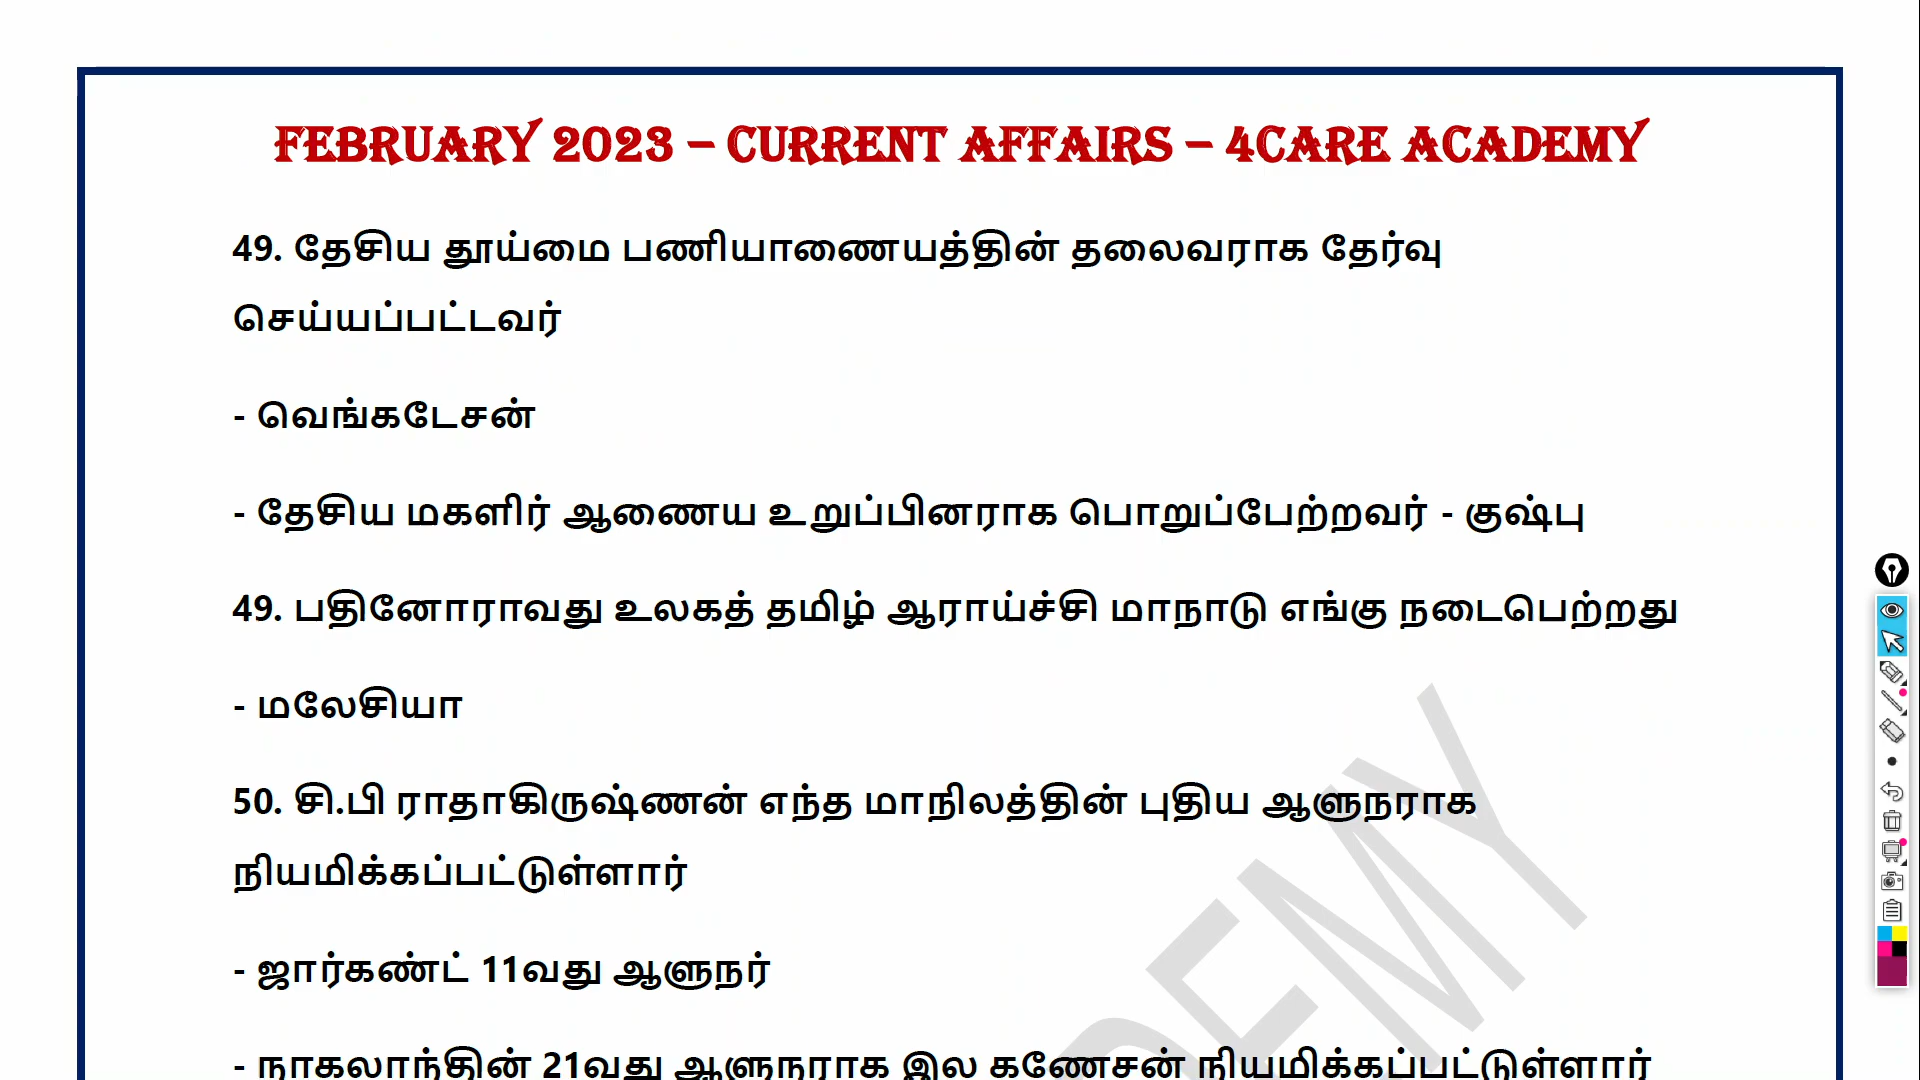 FEBRUARY 2023 – CURRENT AFFAIRS – 4CARE ACADEMY
49. தேசிய தூய்மை பணியாணையத்தின் தலைவராக தேர்வு
செய்யப்பட்டவர்
- வெங்கடேசன்
- தேசிய மகளிர் ஆணைய உறுப்பினராக பொறுப்பேற்றவர் - குஷ்பு
49. பதினோராவது உலகத் தமிழ் ஆராய்ச்சி மாநாடு எங்கு நடைபெற்றது
- மலேசியா
50. சி.பி ராதாகிருஷ்ணன் எந்த மாநிலத்தின் புதிய ஆளுநராக
நியமிக்கப்பட்டுள்ளார்
- ஜார்கண்ட் 11வது ஆளுநர்
- நாகலாந்தின் 21வது ஆளுநராக இல கணேசன் நியமிக்கப்பட்டுள்ளார்
DEMY